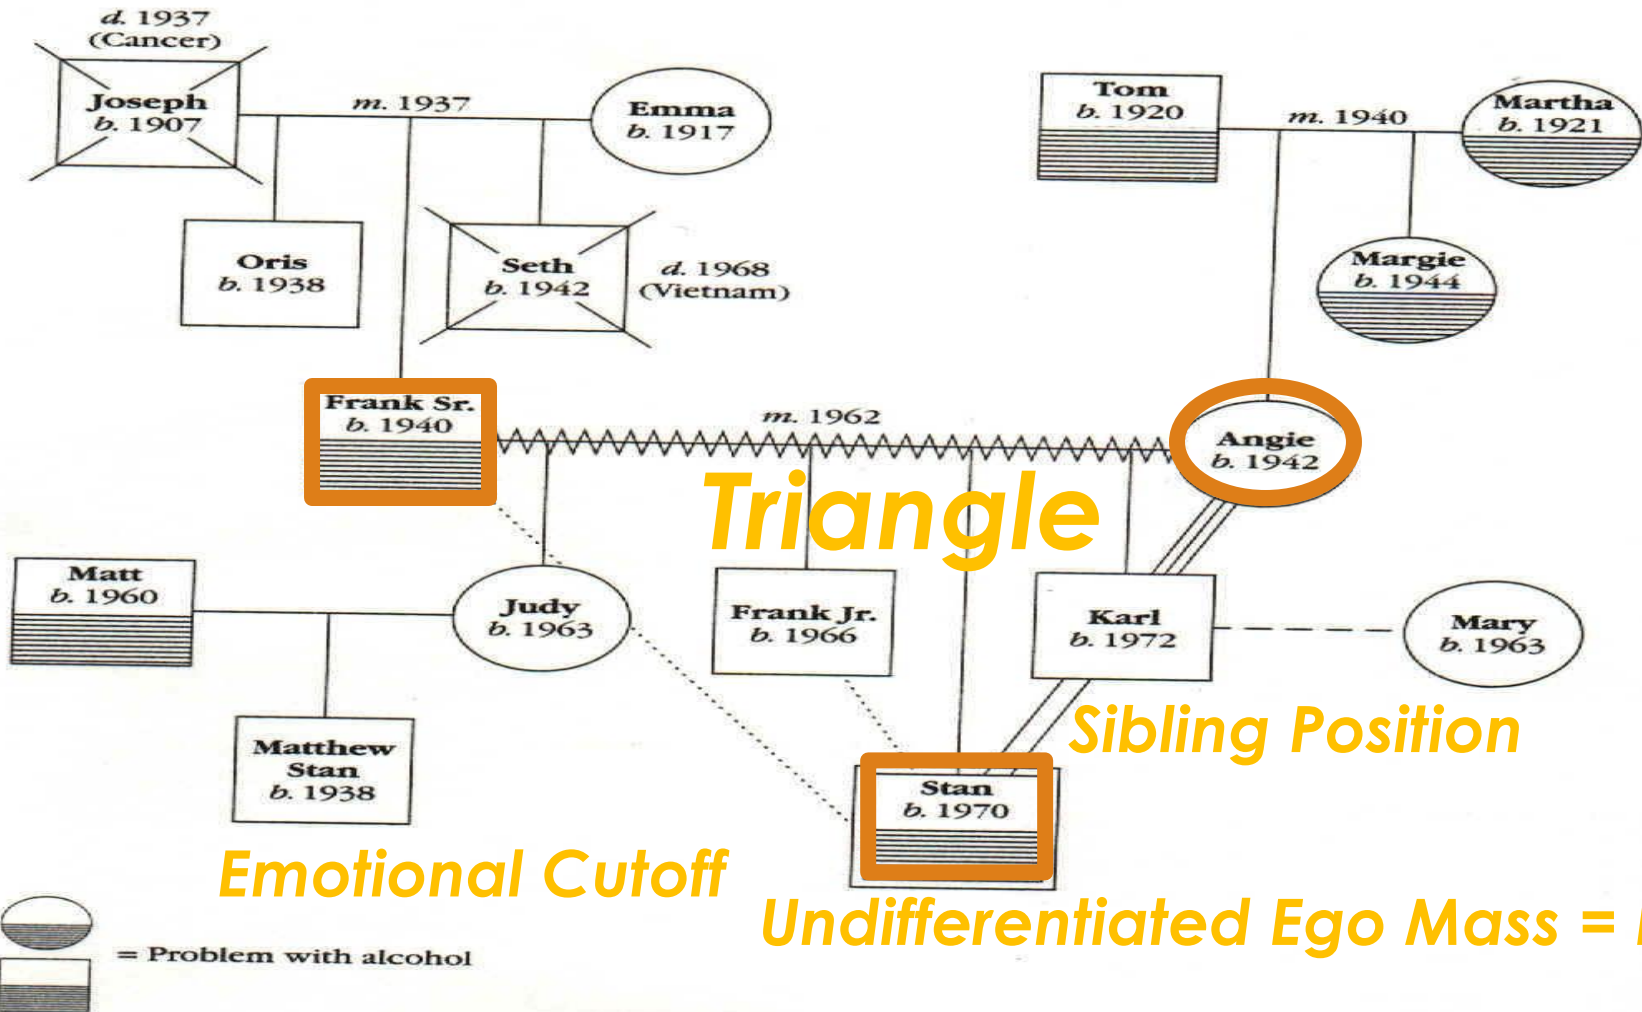 d. 1937
(Cancer)
Joseph
b. 1907
m. 1937
Emma
b. 1917
Tom
b. 1920
m. 1940
Martha
b. 1921
Oris
b. 1938
Seth
b. 1942
d. 1968
(Vietnam)
Margie
b. 1944
Frank Sr.
b. 1940
m. 1962
Angie
b. 1942
Triangle
Matt
b. 1960
Judy
b. 1963
Frank Jr.
b. 1966
Karl
b. 1972
Mary
b. 1963
Sibling Position
Matthew
Stan
b. 1938
Stan
b. 1970
Emotional Cutoff
Undifferentiated Ego Mass =
= Problem with alcohol